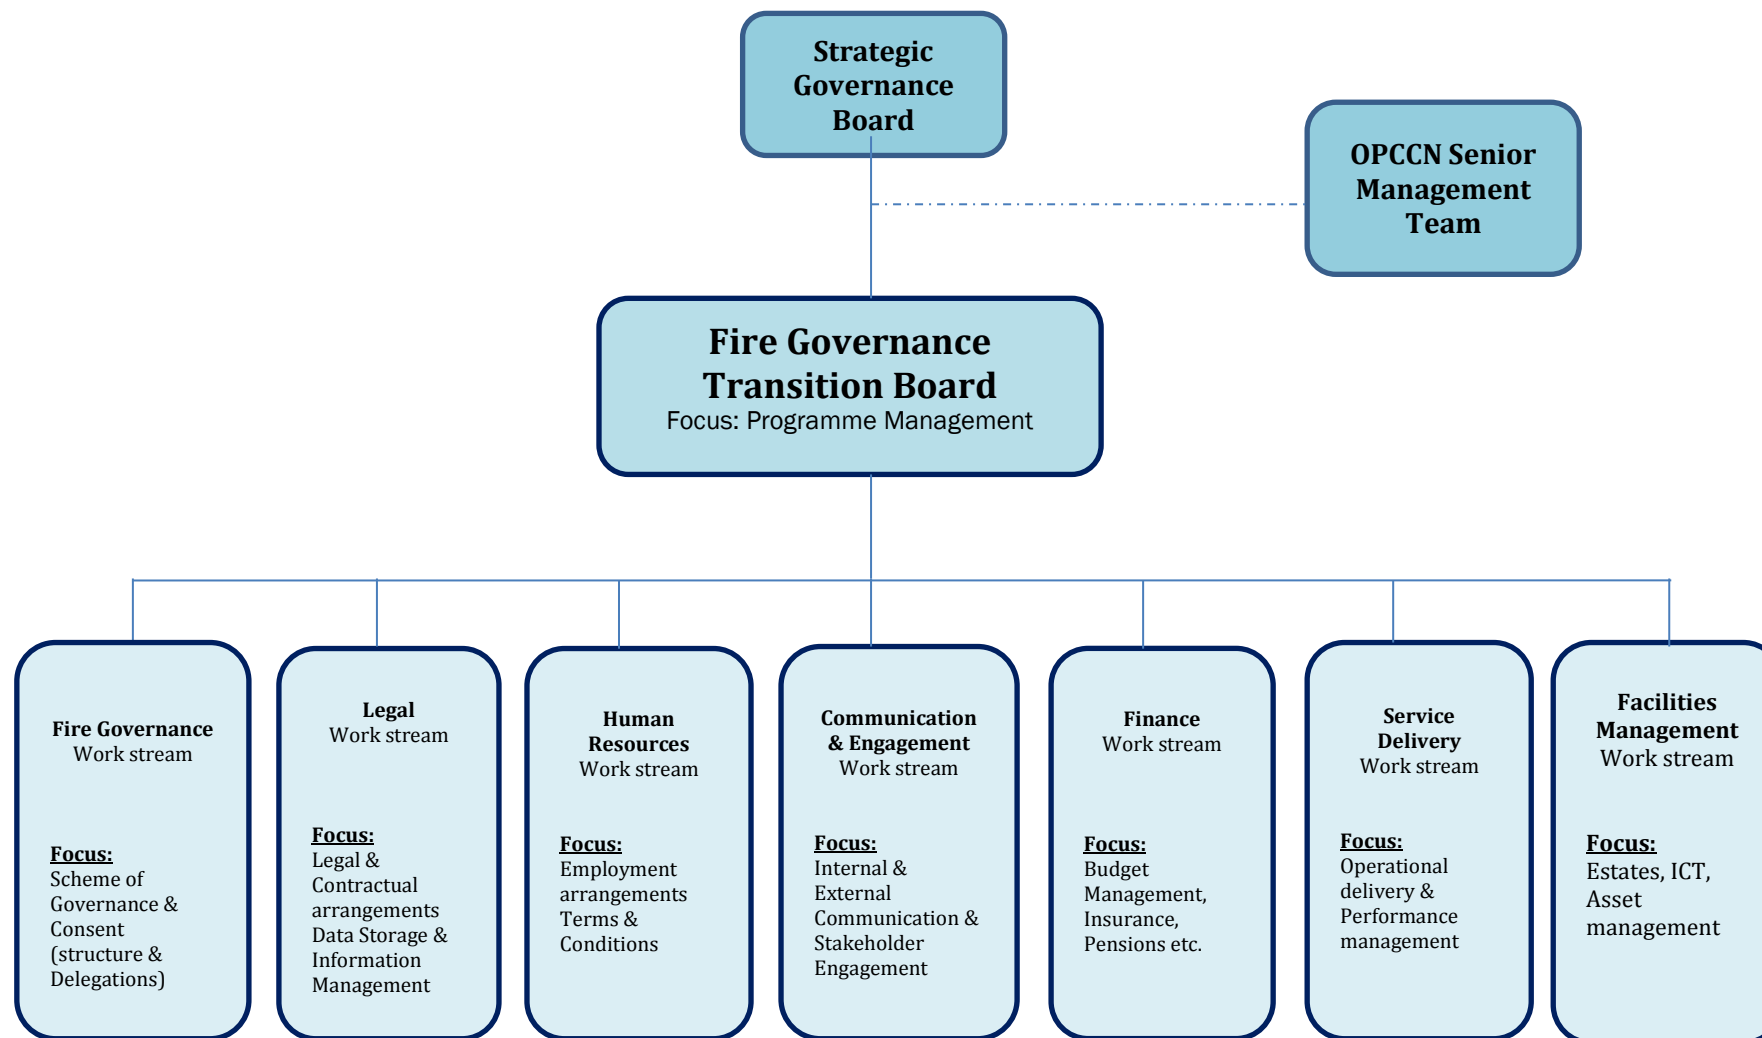 Strategic
Governance
Board
OPCCN Senior
Management
Team
Fire Governance
Transition Board
Focus: Programme Management
Fire Governance
Work stream
Focus:
Scheme of
Governance &
Consent
(structure &
Delegations)
Legal
Work stream
Focus:
Legal &
Contractual
arrangements
Data Storage &
Information
Management
Human
Resources
Work stream
Focus:
Employment
arrangements
Terms &
Conditions
Communication
& Engagement
Work stream
Focus:
Internal &
External
Communication &
Stakeholder
Engagement
Finance
Work stream
Focus:
Budget
Management,
Insurance,
Pensions etc.
Service
Delivery
Work stream
Focus:
Operational
delivery &
Performance
management
Facilities
Management
Work stream
Focus:
Estates, ICT,
Asset
management